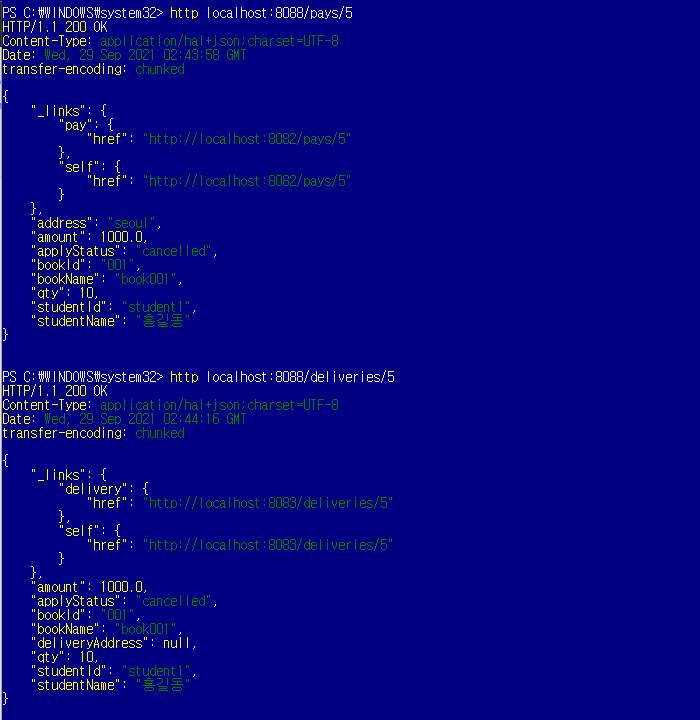 PS C:₩WINDOWS₩system32> http localhost:8088/pays/5
HTTP/1.1 200 OK
Content-Type: application/hal+json;charset=UTF-8
Date: Wed, 29 Sep 2021 02:43:58 GMT
transfer-encoding: chunked
{
    "_links": {
        "pay": {
            "href": "http://localhost:8082/pays/5"
        },
        "self": {
            "href": "http://localhost:8082/pays/5"
        }
    },
    "address": "seoul",
    "amount": 1000.0,
    "applyStatus": "cancelled",
    "bookId": "001",
    "bookName": "book001",
    "qty": 10,
    "studentId": "student1",
    "studentName": "홍길동"
}
PS C:₩WINDOWS₩system32> http localhost:8088/deliveries/5
HTTP/1.1 200 OK
Content-Type: application/hal+json;charset=UTF-8
Date: Wed, 29 Sep 2021 02:44:16 GMT
transfer-encoding: chunked
{
    "_links": {
        "delivery": {
            "href": "http://localhost:8083/deliveries/5"
        },
        "self": {
            "href": "http://localhost:8083/deliveries/5"
        }
    },
    "amount": 1000.0,
    "applyStatus": "cancelled",
    "bookId": "001",
    "bookName": "book001",
    "deliveryAddress": null,
    "qty": 10,
    "studentId": "student1",
    "studentName": "홍길동"
}